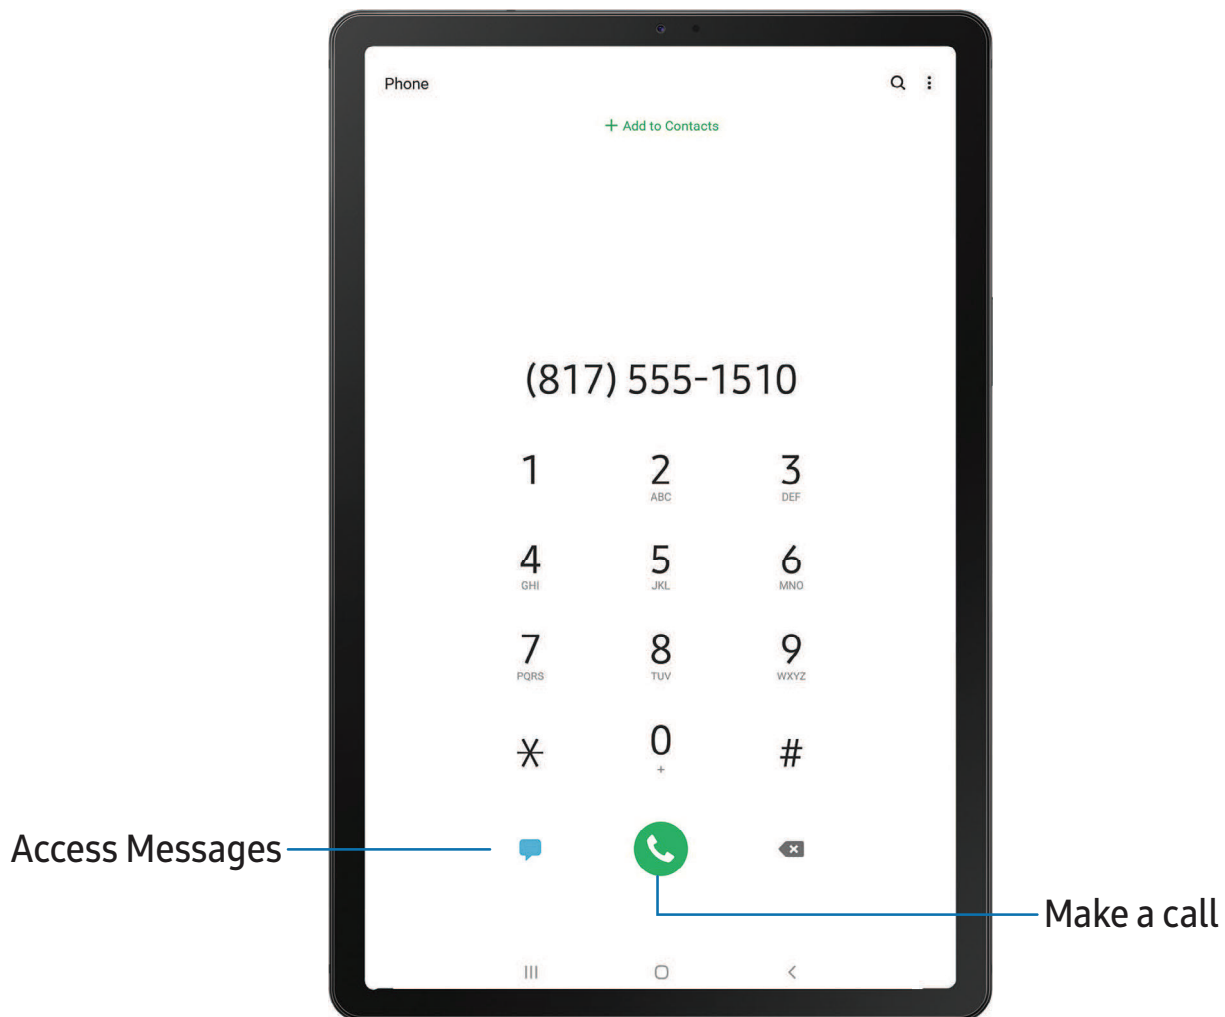 Phone
+ Add to Contacts
(817) 555-1510
1 2 3
ABC DEF
4 5 6
GHI JKL MNO
7 8 9
PQRS TUV WXYZ
* 0 #
+
Access Messages
Make a call